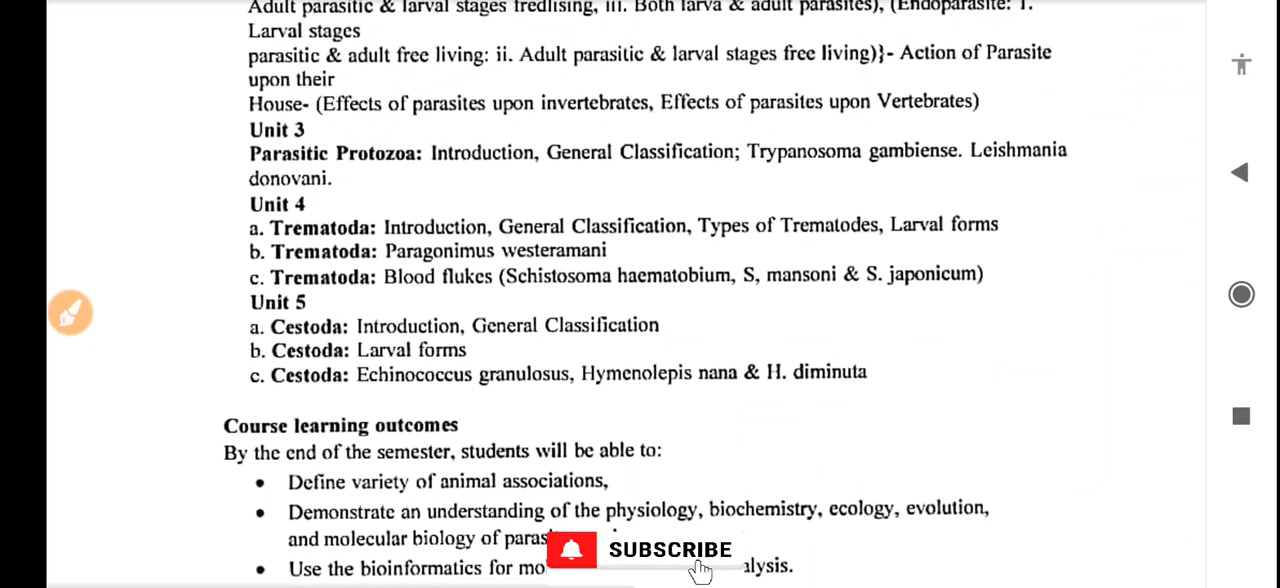 Adult parasitic & larval stages fredlising, iii. Both larva & adult parasites), (Endoparasite: 1.
Larval stages
parasitic & adult free living: ii. Adult parasitic & larval stages free living)}- Action of Parasite
upon their
House- (Effects of parasites upon invertebrates, Effects of parasites upon Vertebrates)
Unit 3
Parasitic Protozoa: Introduction, General Classification; Trypanosoma gambiense. Leishmania
donovani.
Unit 4
a. Trematoda: Introduction, General Classification, Types of Trematodes, Larval forms
b. Trematoda: Paragonimus westeramani
c. Trematoda: Blood flukes (Schistosoma haematobium, S, mansoni & S. japonicum)
Unit 5
a. Cestoda: Introduction, General Classification
b. Cestoda: Larval forms
c. Cestoda: Echinococcus granulosus, Hymenolepis nana & H. diminuta
Course learning outcomes
By the end of the semester, students will be able to:
• Define variety of animal associations,
• Demonstrate an understanding of the physiology, biochemistry, ecology, evolution,
and molecular biology of paras
SUBSCRIBE
• Use the bioinformatics for mo alysis.